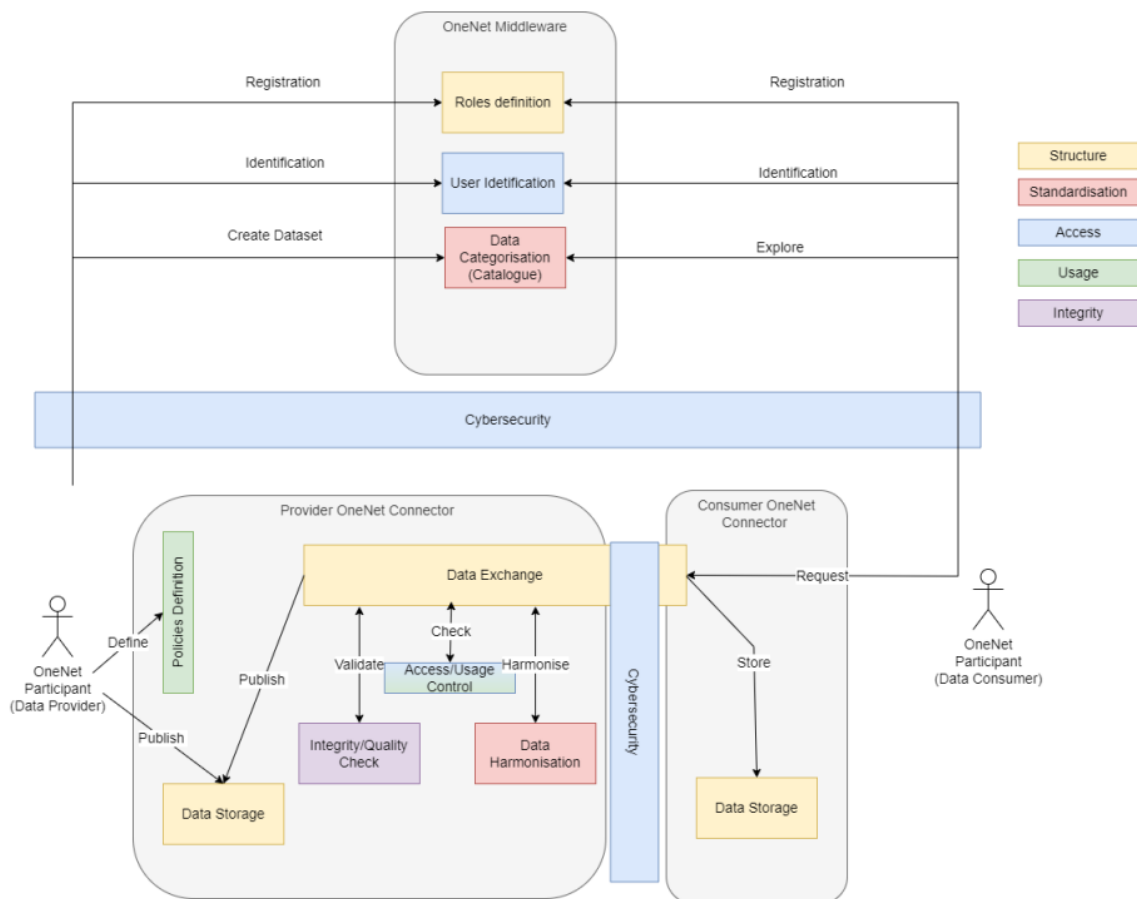 OneNet Middleware
Registration
Roles definition
Registration
Identification
User Idetification
Identification
Create Dataset
Data
Categorisation
(Catalogue)
Explore
Structure
Standardisation
Access
Usage
Integrity
Cybersecurity
Provider OneNet Connector
Consumer OneNet
Connector
Policies Definition
Data Exchange
Request
Define
OneNet
Participant
(Data Provider)
Publish
Publish
Validate
Check
Harmonise
Access/Usage
Control
Integrity/Quality
Check
Data
Harmonisation
Data Storage
Cybersecurity
Store
Data Storage
OneNet
Participant
(Data Consumer)